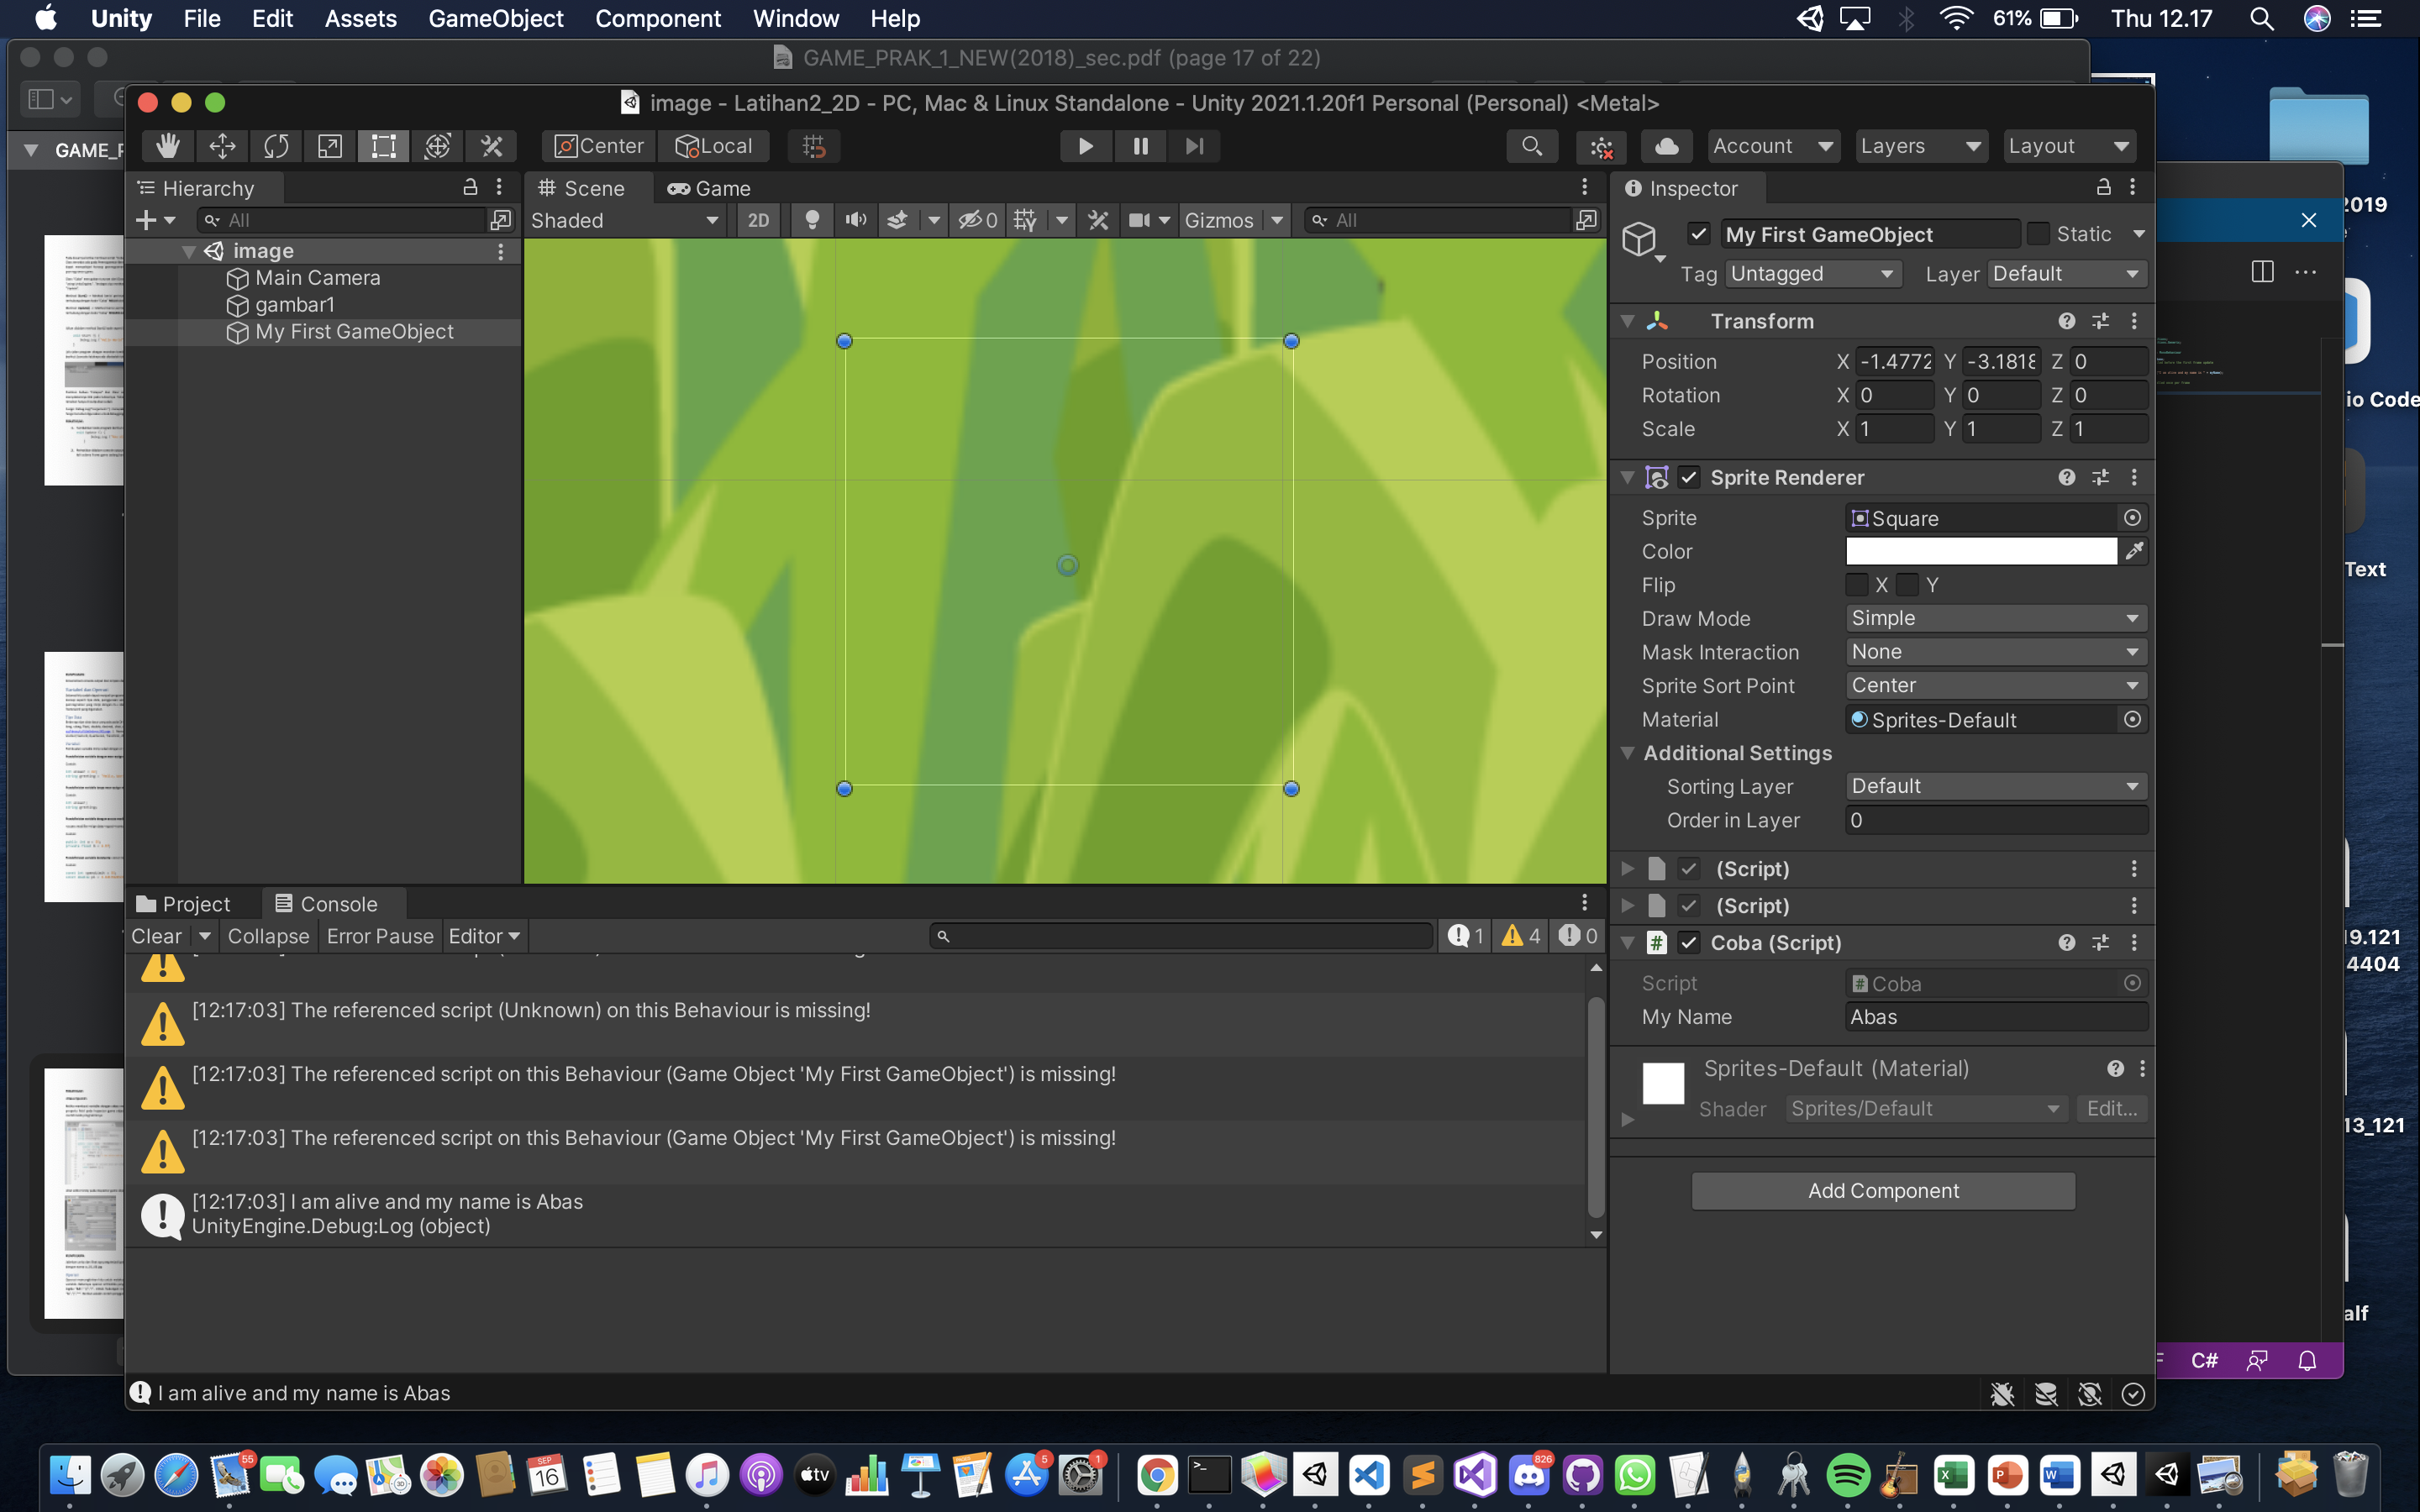 Unity File Edit Assets GameObject Component Window Help 61% Thu 12.17
GAME_PRAK_1_NEW(2018)_sec.pdf (page 17 of 22)
image - Latihan2_2D - PC, Mac & Linux Standalone - Unity 2021.1.20f1 Personal (Personal) <Metal>
GAME_F
Center Local Account Layers Layout
Hierarchy
All
image
Main Camera
gambar1
My First GameObject
Scene Game
Shaded 2D 0 Gizmos All
Inspector
My First GameObject Static
Tag Untagged Layer Default
Transform
Position X -1.4772 Y -3.1818 Z 0
Rotation X 0 Y 0 Z 0
Scale X 1 Y 1 Z 1
Sprite Renderer
Sprite Square
Color
Flip X Y
Draw Mode Simple
Mask Interaction None
Sprite Sort Point Center
Material Sprites-Default
Additional Settings
Sorting Layer Default
Order in Layer 0
(Script)
(Script)
Coba (Script)
Script Coba
My Name Abas
Sprites-Default (Material)
Shader Sprites/Default Edit...
Add Component
Project Console
Clear Collapse Error Pause Editor 1 4 0
[12:17:03] The referenced script (Unknown) on this Behaviour is missing!
[12:17:03] The referenced script on this Behaviour (Game Object 'My First GameObject') is missing!
[12:17:03] The referenced script on this Behaviour (Game Object 'My First GameObject') is missing!
[12:17:03] I am alive and my name is Abas
UnityEngine.Debug:Log (object)
I am alive and my name is Abas
2019
io Code
Text
19.121
4404
13_121
alf
C#
55
SEP
16
tv
5
1
826